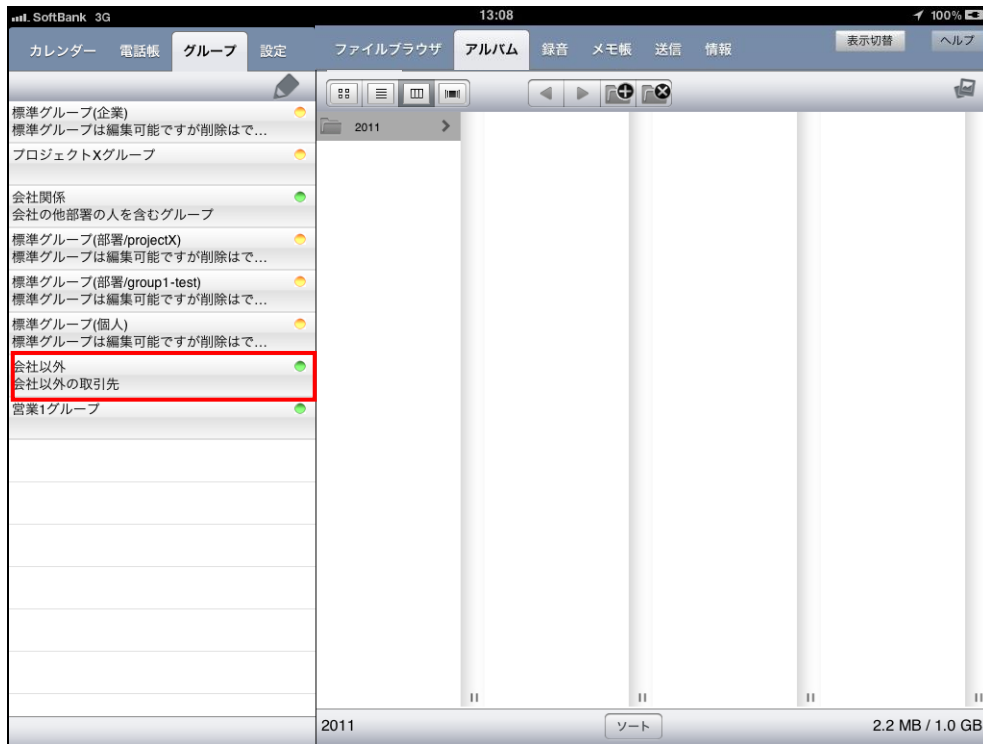 SoftBank 3G
13:08
100%
カレンダー
電話帳
グループ
設定
ファイルブラウザ
アルバム
録音
メモ帳
送信
情報
表示切替
ヘルプ
標準グループ(企業)
標準グループは編集可能ですが削除はで...
プロジェクトXグループ
会社関係
会社の他部署の人を含むグループ
標準グループ(部署/projectX)
標準グループは編集可能ですが削除はで...
標準グループ(部署/group1-test)
標準グループは編集可能ですが削除はで...
標準グループ(個人)
標準グループは編集可能ですが削除はで...
会社以外
会社以外の取引先
営業1グループ
2011
2011
ソート
2.2 MB / 1.0 GB